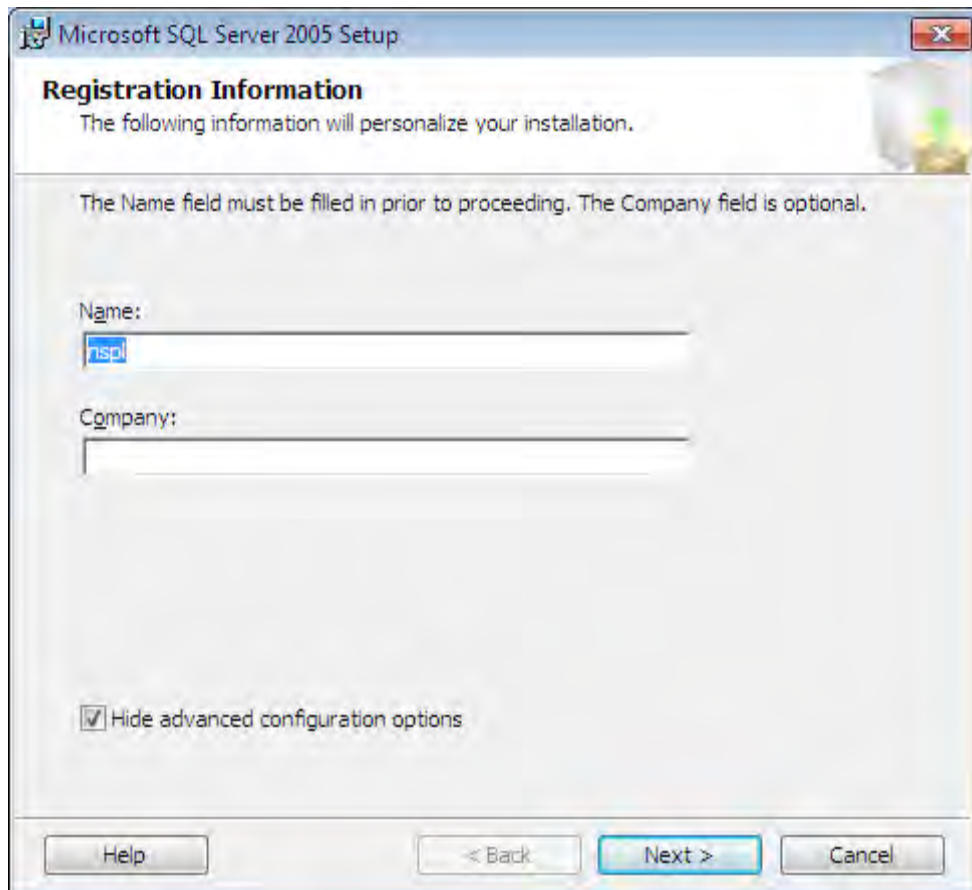 Microsoft SQL Server 2005 Setup
Registration Information
The following information will personalize your installation.
The Name field must be filled in prior to proceeding. The Company field is optional.
Name:
nspl
Company:
Hide advanced configuration options
Help
< Back
Next >
Cancel